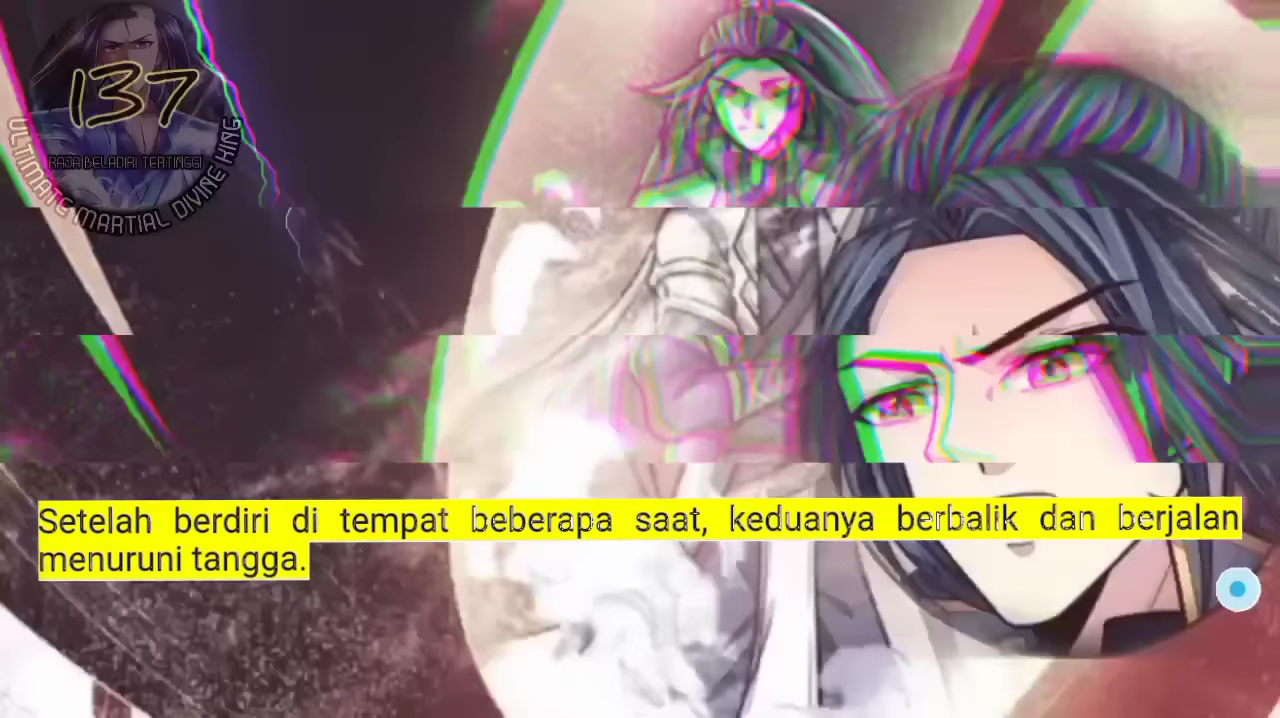 137
RAJA BELADIRI TERTINGGI
ULTIMATE MARTIAL DIVINE KING
Setelah berdiri di tempat beberapa saat, keduanya berbalik dan berjalan
menuruni tangga.